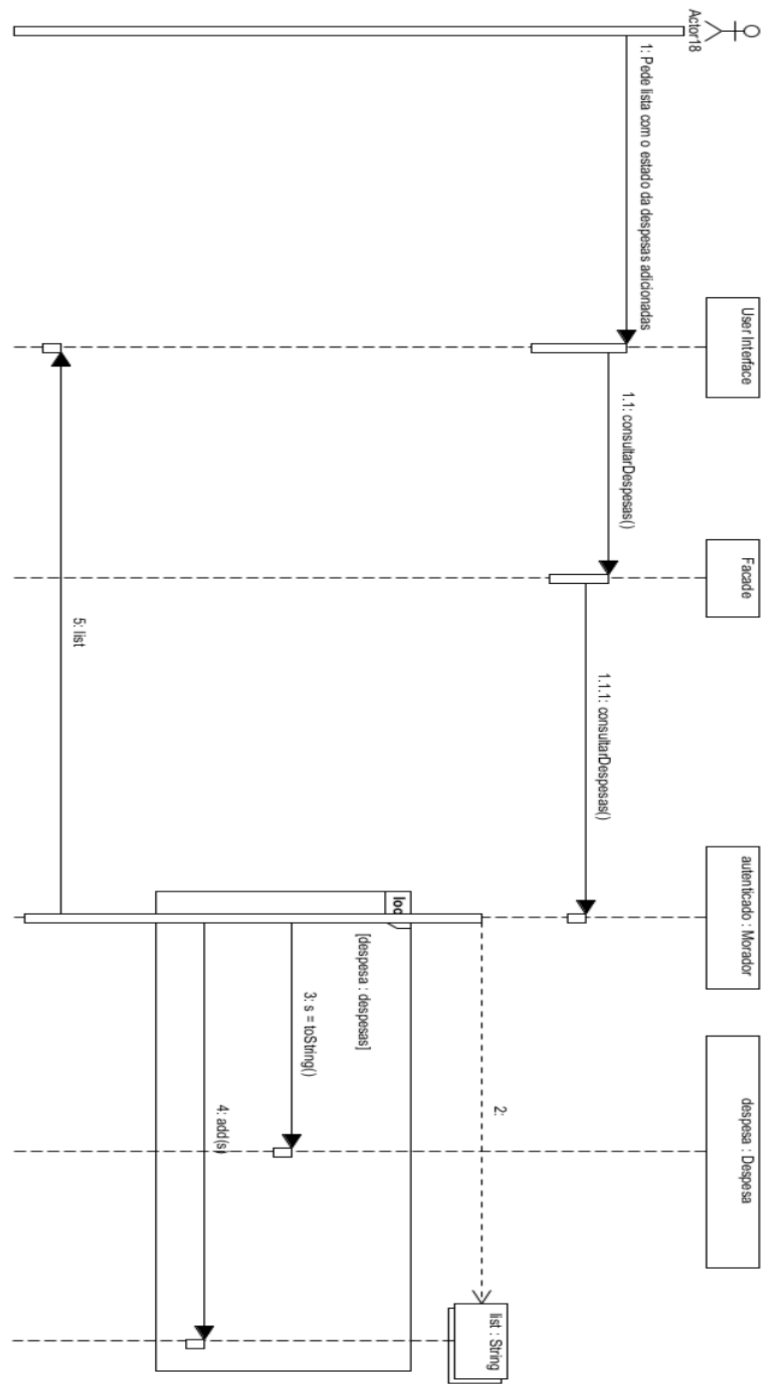 Actor18
User Interface
Facade
autenticado : Morador
despesa : Despesa
1: Pede lista com o estado da despesas adicionadas
1.1: consultarDespesas()
1.1.1: consultarDespesas()
2:
list : String
loo
[despesa : despesas]
3: s = toString()
4: add(s)
5: list